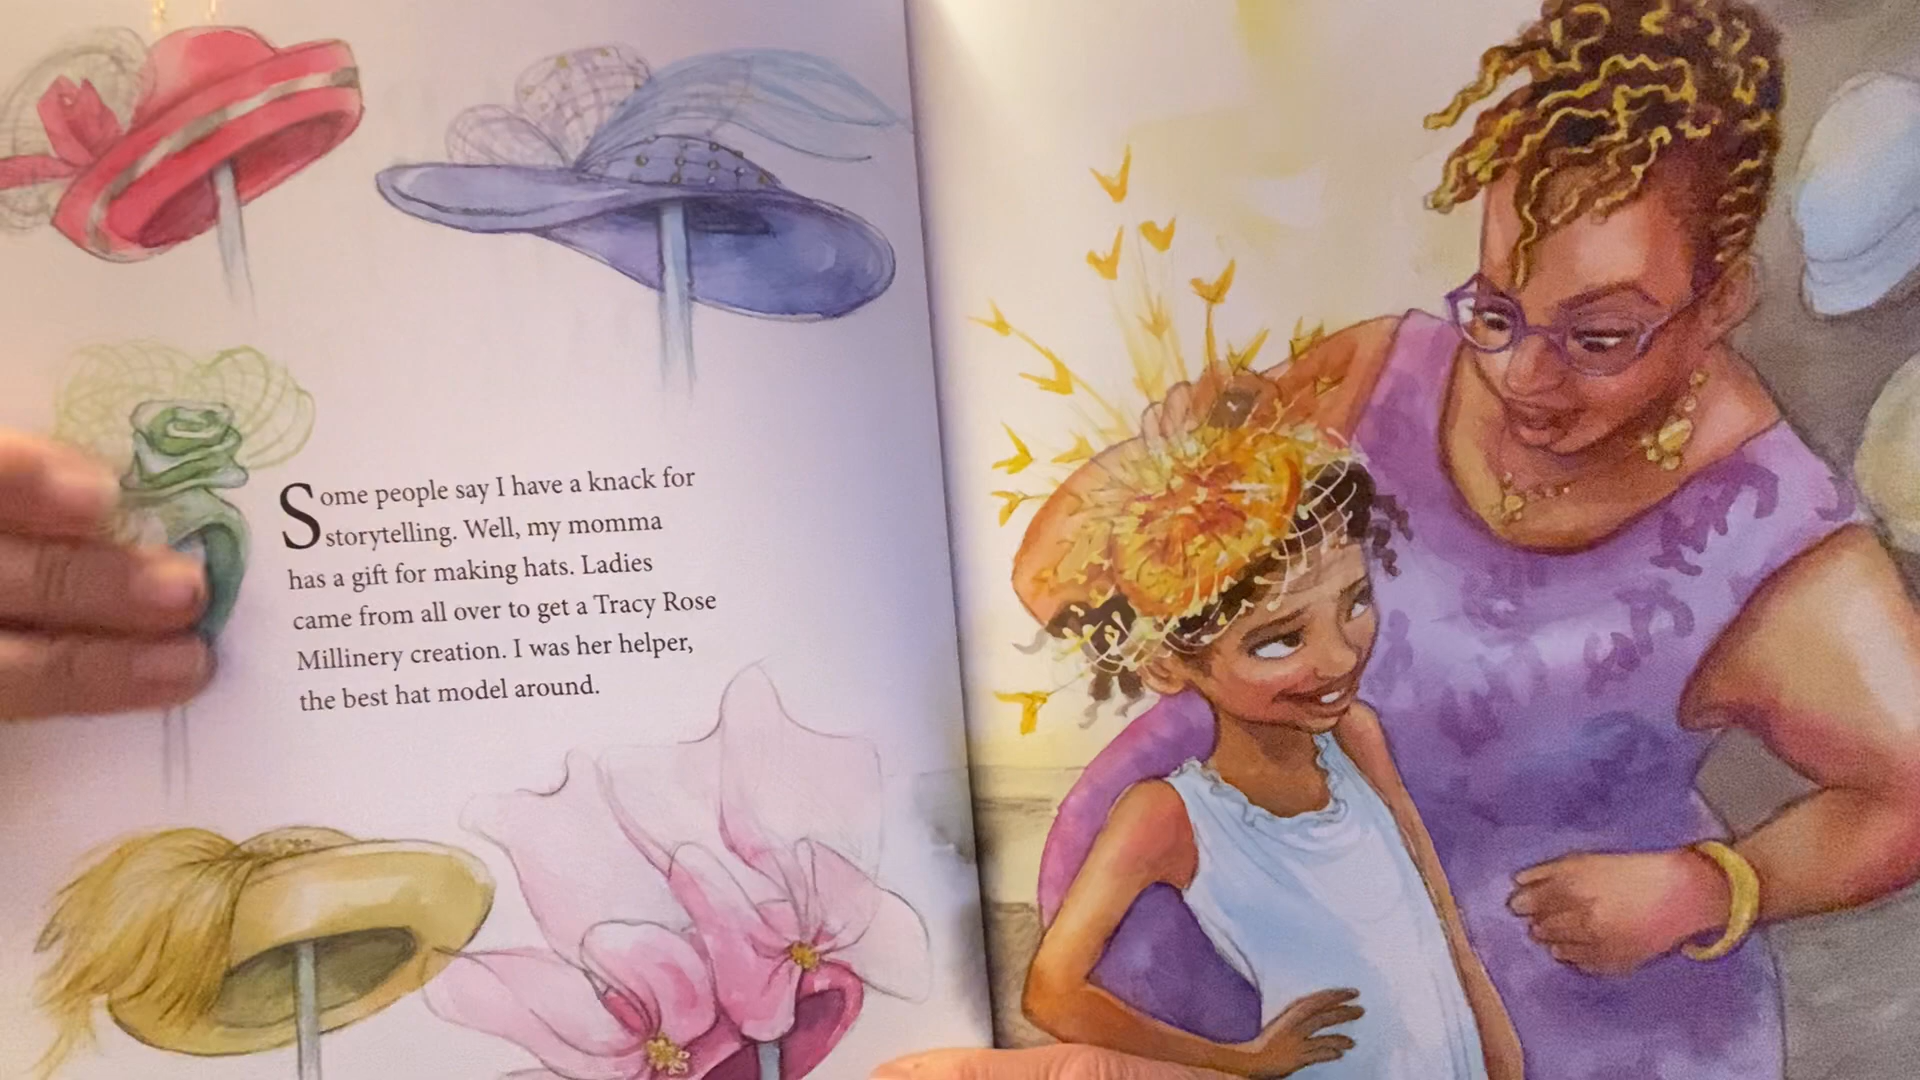 Some people say I have a knack for
storytelling. Well, my momma
has a gift for making hats. Ladies
came from all over to get a Tracy Rose
Millinery creation. I was her helper,
the best hat model around.